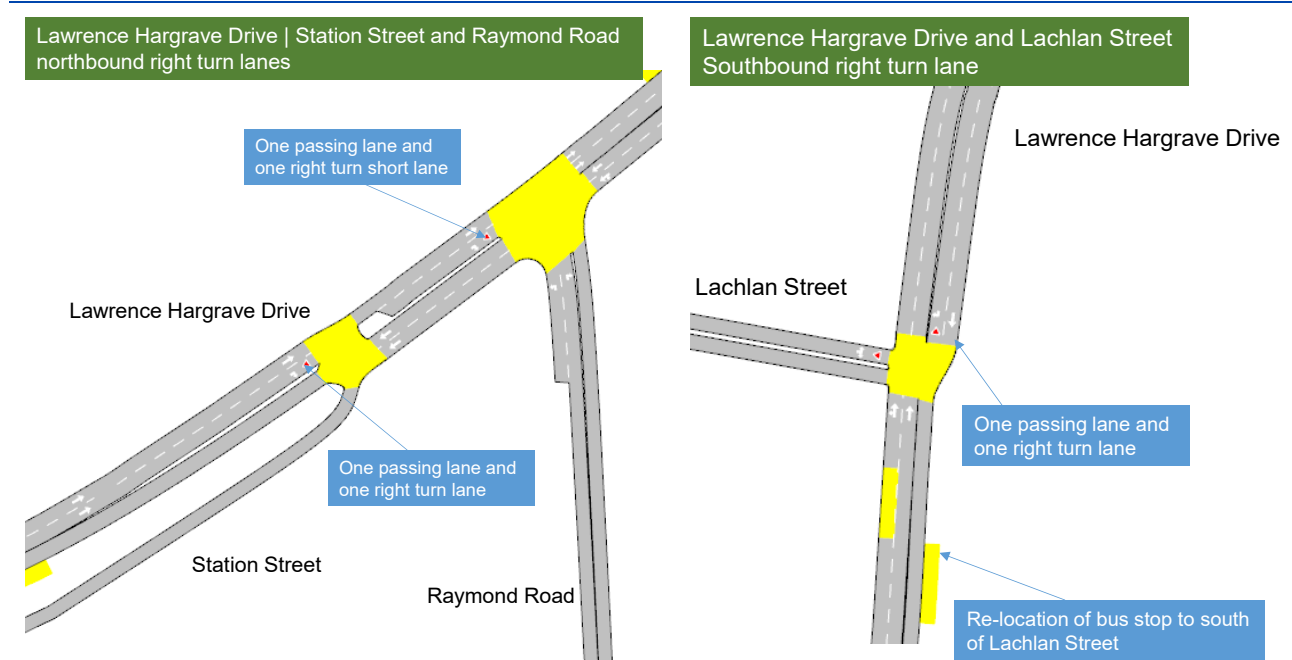 Lawrence Hargrave Drive | Station Street and Raymond Road
northbound right turn lanes
One passing lane and
one right turn short lane
Lawrence Hargrave Drive
One passing lane and
one right turn lane
Station Street
Raymond Road
Lawrence Hargrave Drive and Lachlan Street
Southbound right turn lane
Lawrence Hargrave Drive
Lachlan Street
One passing lane and
one right turn lane
Re-location of bus stop to south
of Lachlan Street